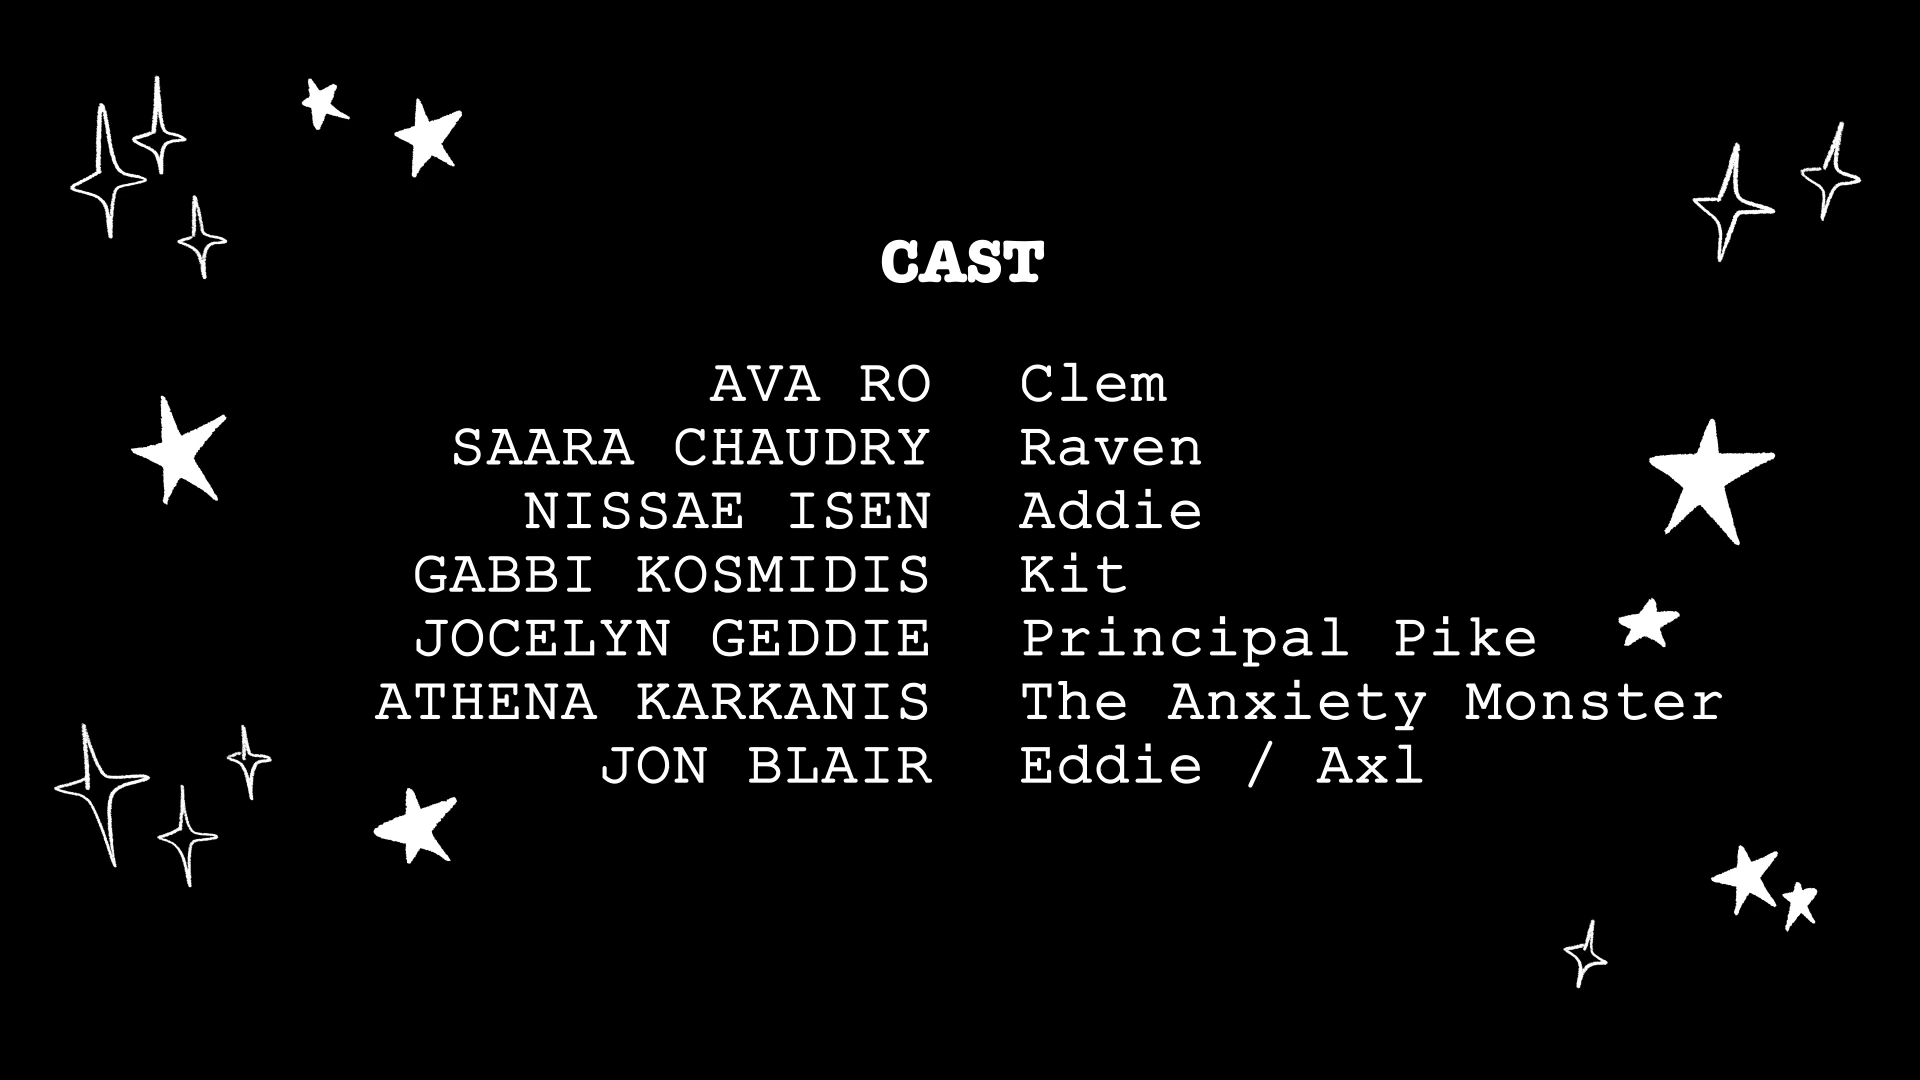 CAST
AVA RO Clem
SAARA CHAUDRY Raven
NISSAE ISEN Addie
GABBI KOSMIDIS Kit
JOCELYN GEDDIE Principal Pike
ATHENA KARKANIS The Anxiety Monster
JON BLAIR Eddie / Axl